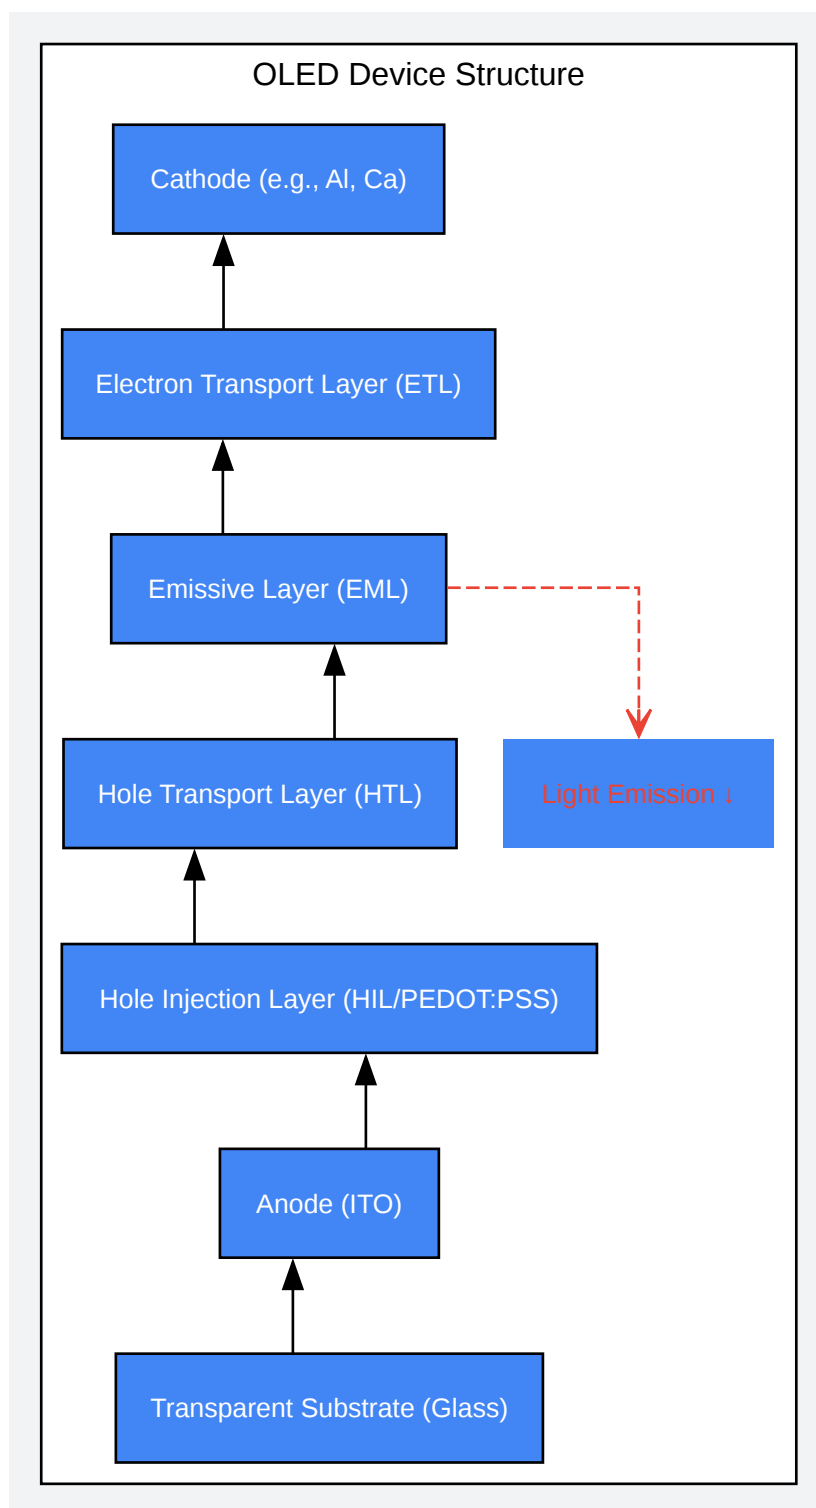 OLED Device Structure
Cathode (e.g., Al, Ca)
Electron Transport Layer (ETL)
Emissive Layer (EML)
Hole Transport Layer (HTL)
Light Emission ↓
Hole Injection Layer (HIL/PEDOT:PSS)
Anode (ITO)
Transparent Substrate (Glass)